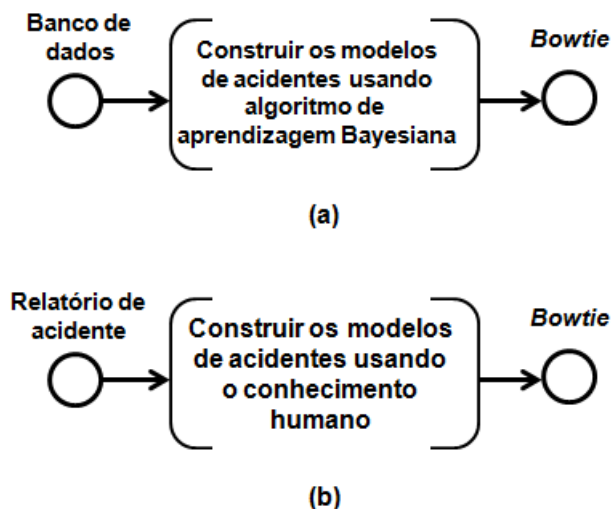 Banco de
dados
Construir os modelos
de acidentes usando
algoritmo de
aprendizagem Bayesiana
Bowtie
(a)
Relatório de
acidente
Construir os modelos
de acidentes usando
o conhecimento
humano
Bowtie
(b)